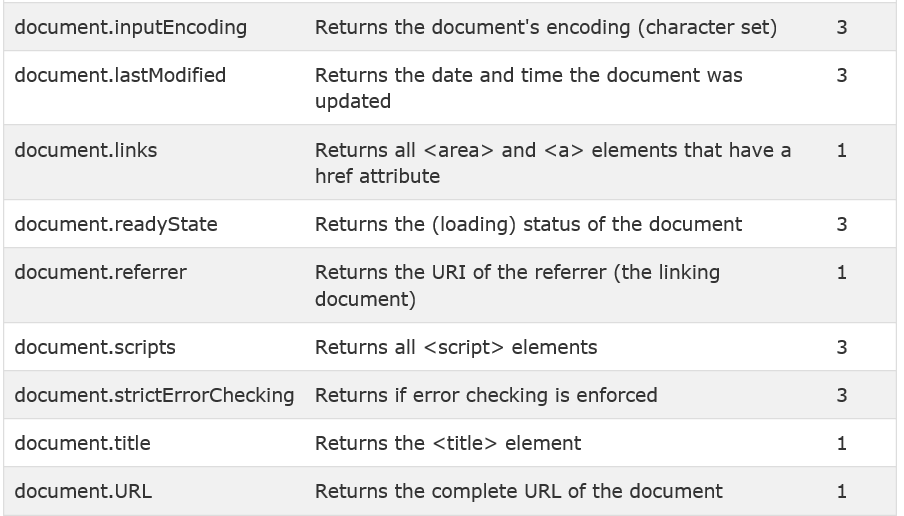 document.inputEncoding Returns the document's encoding (character set) 3
document.lastModified Returns the date and time the document was 3
updated
document.links Returns all <area> and <a> elements that have a 1
href attribute
document.readyState Returns the (loading) status of the document 3
document.referrer Returns the URI of the referrer (the linking 1
document)
document.scripts Returns all <script> elements 3
document.strictErrorChecking Returns if error checking is enforced 3
document.title Returns the <title> element 1
document.URL Returns the complete URL of the document 1